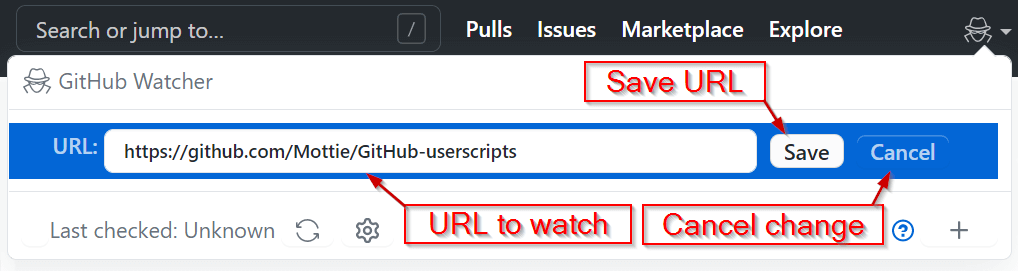 Search or jump to... / Pulls Issues Marketplace Explore
GitHub Watcher
Save URL
URL: https://github.com/Mottie/GitHub-userscripts Save Cancel
URL to watch
Cancel change
Last checked: Unknown ? +